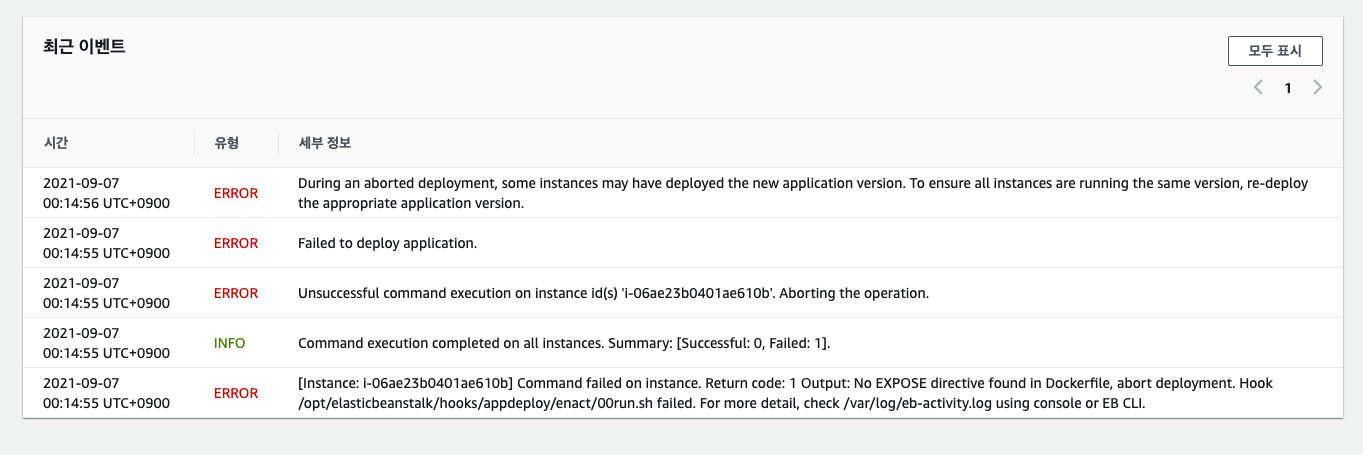 최근 이벤트
모두 표시
1
시간 유형 세부 정보
2021-09-07
00:14:56 UTC+0900
ERROR
During an aborted deployment, some instances may have deployed the new application version. To ensure all instances are running the same version, re-deploy
the appropriate application version.
2021-09-07
00:14:55 UTC+0900
ERROR
Failed to deploy application.
2021-09-07
00:14:55 UTC+0900
ERROR
Unsuccessful command execution on instance id(s) 'i-06ae23b0401ae610b'. Aborting the operation.
2021-09-07
00:14:55 UTC+0900
INFO
Command execution completed on all instances. Summary: [Successful: 0, Failed: 1].
2021-09-07
00:14:55 UTC+0900
ERROR
[Instance: i-06ae23b0401ae610b] Command failed on instance. Return code: 1 Output: No EXPOSE directive found in Dockerfile, abort deployment. Hook
/opt/elasticbeanstalk/hooks/appdeploy/enact/00run.sh failed. For more detail, check /var/log/eb-activity.log using console or EB CLI.